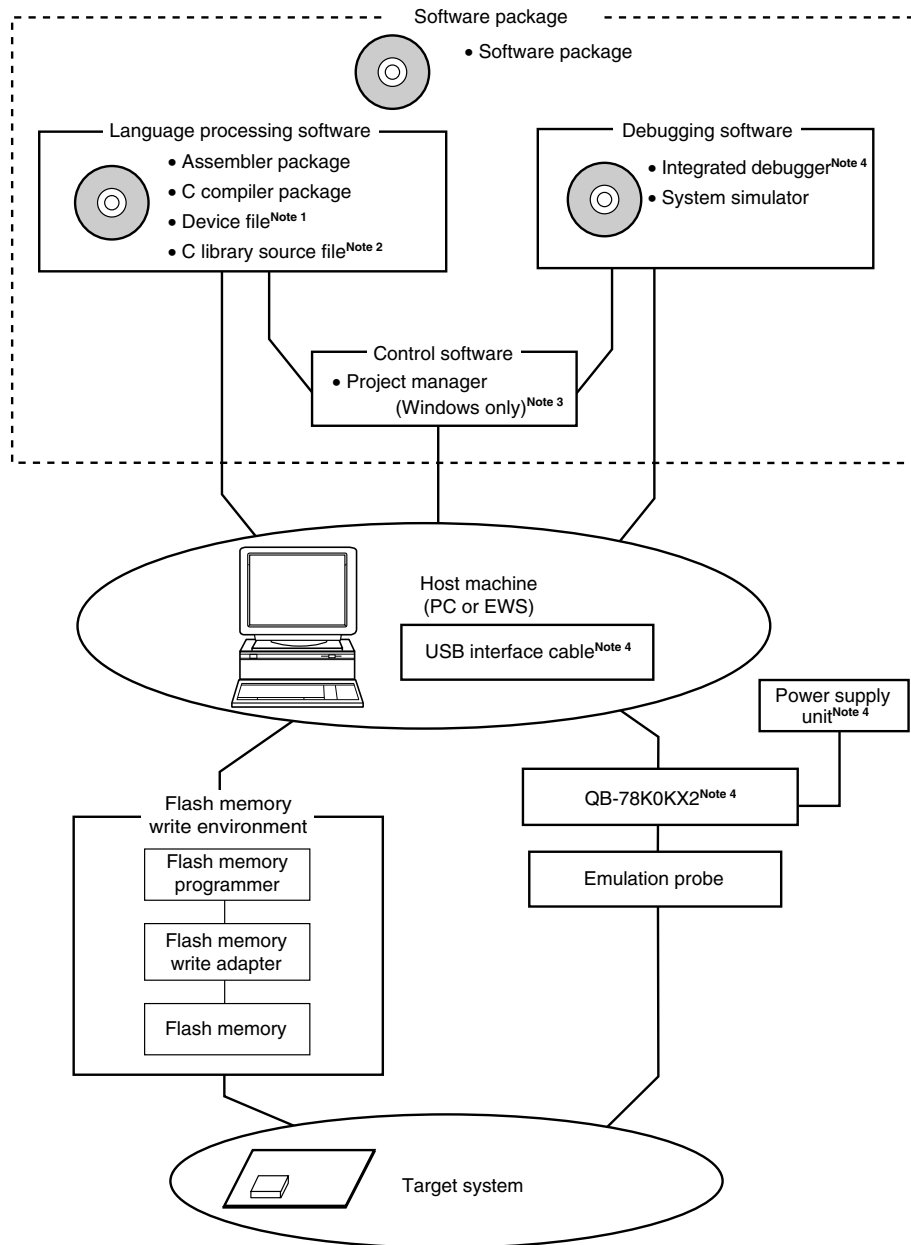 Software package
• Software package
Language processing software
• Assembler package
• C compiler package
• Device fileNote 1
• C library source fileNote 2
Debugging software
• Integrated debuggerNote 4
• System simulator
Control software
• Project manager
(Windows only)Note 3
Host machine
(PC or EWS)
USB interface cableNote 4
Power supply
unitNote 4
QB-78K0KX2Note 4
Emulation probe
Flash memory
write environment
Flash memory
programmer
Flash memory
write adapter
Flash memory
Target system